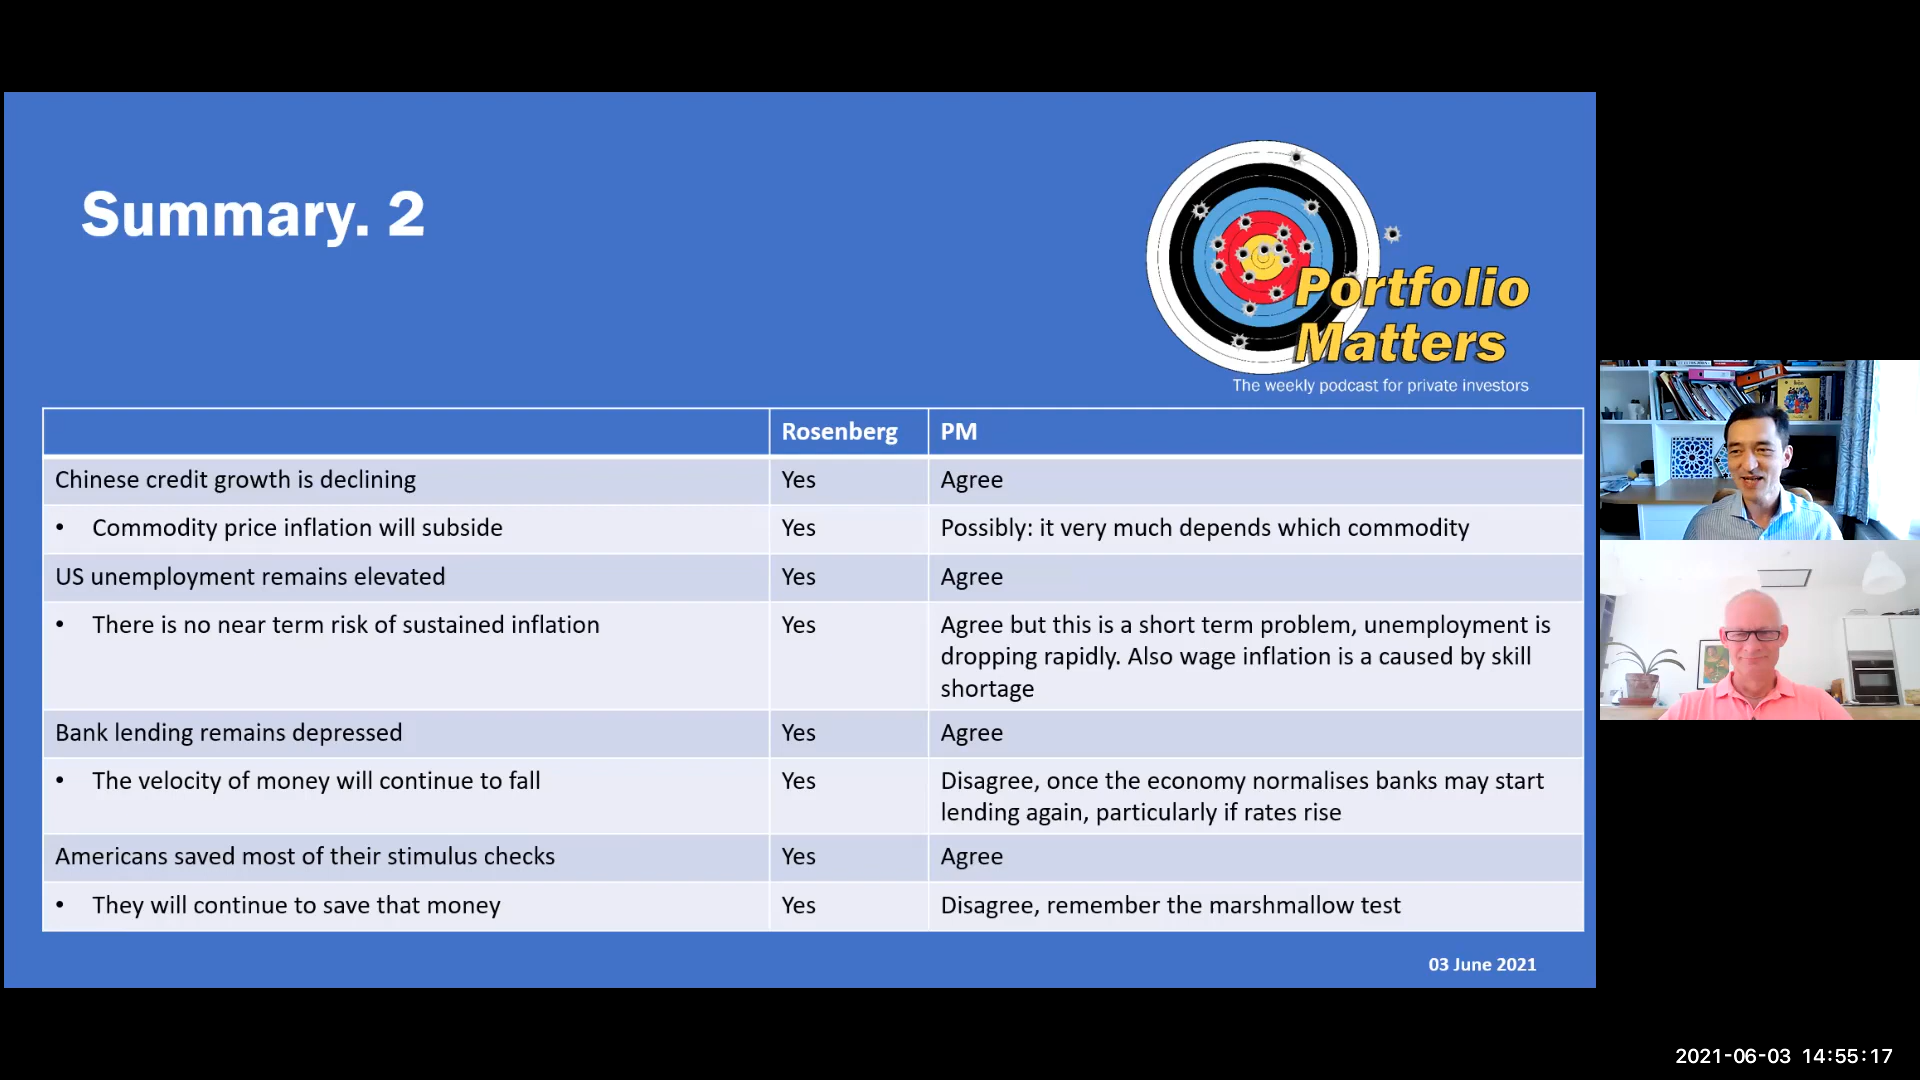 Summary. 2
Portfolio
Matters
The weekly podcast for private investors
Rosenberg
PM
Chinese credit growth is declining
Yes
Agree
• Commodity price inflation will subside
Yes
Possibly: it very much depends which commodity
US unemployment remains elevated
Yes
Agree
• There is no near term risk of sustained inflation
Yes
Agree but this is a short term problem, unemployment is
dropping rapidly. Also wage inflation is a caused by skill
shortage
Bank lending remains depressed
Yes
Agree
• The velocity of money will continue to fall
Yes
Disagree, once the economy normalises banks may start
lending again, particularly if rates rise
Americans saved most of their stimulus checks
Yes
Agree
• They will continue to save that money
Yes
Disagree, remember the marshmallow test
03 June 2021
2021-06-03 14:55:17